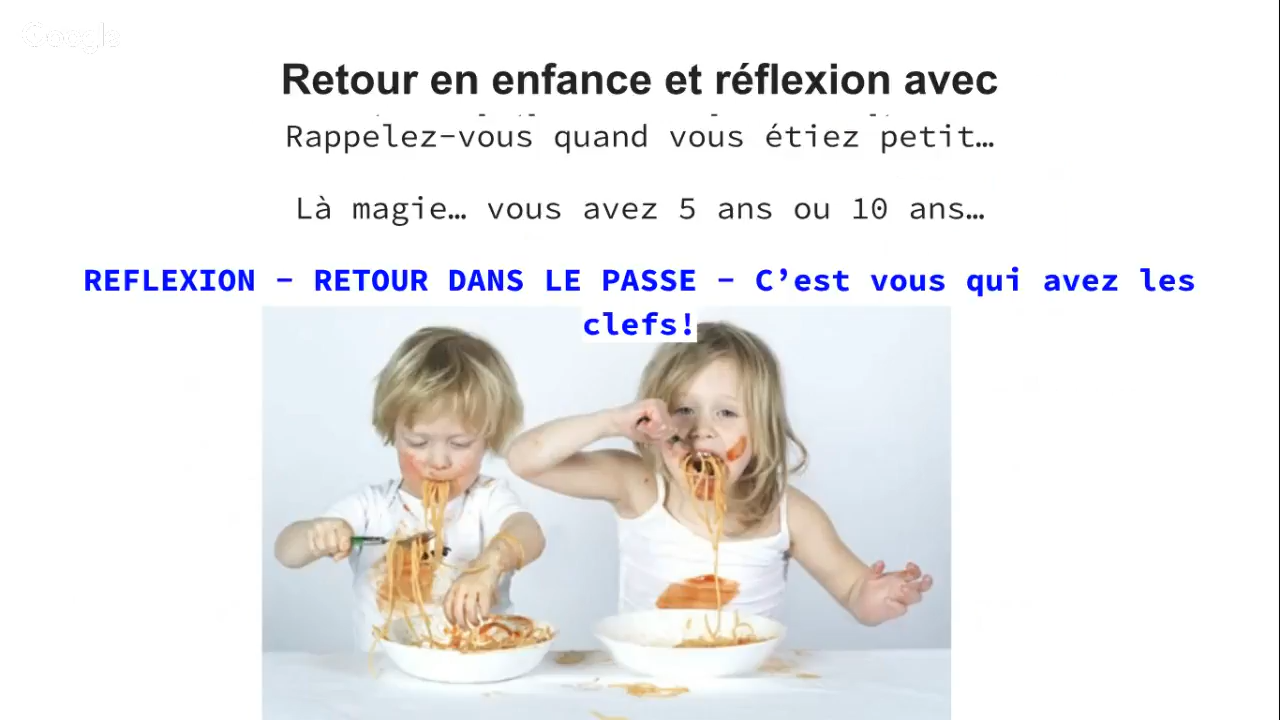 Google
Retour en enfance et réflexion avec
Rappelez-vous quand vous étiez petit…
Là magie… vous avez 5 ans ou 10 ans…
REFLEXION – RETOUR DANS LE PASSE – C’est vous qui avez les
clefs!